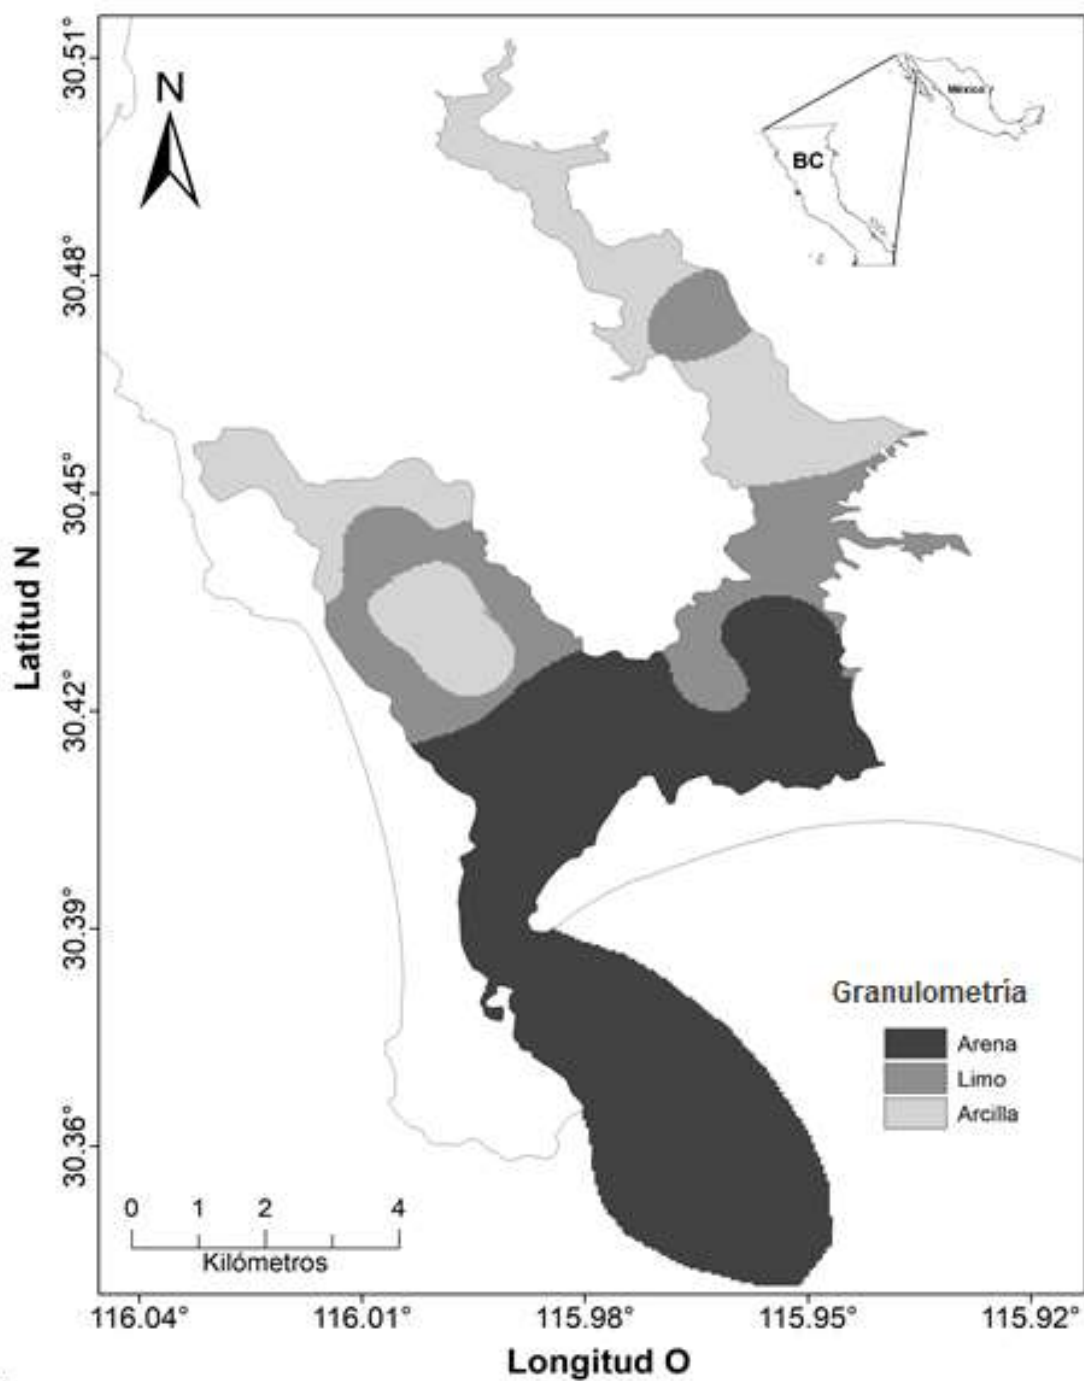 N
México
BC
30.51°
30.48°
30.45°
30.42°
30.39°
30.36°
Latitud N
Granulometría
Arena
Limo
Arcilla
0 1 2 4
Kilómetros
116.04° 116.01° 115.98° 115.95° 115.92°
Longitud O